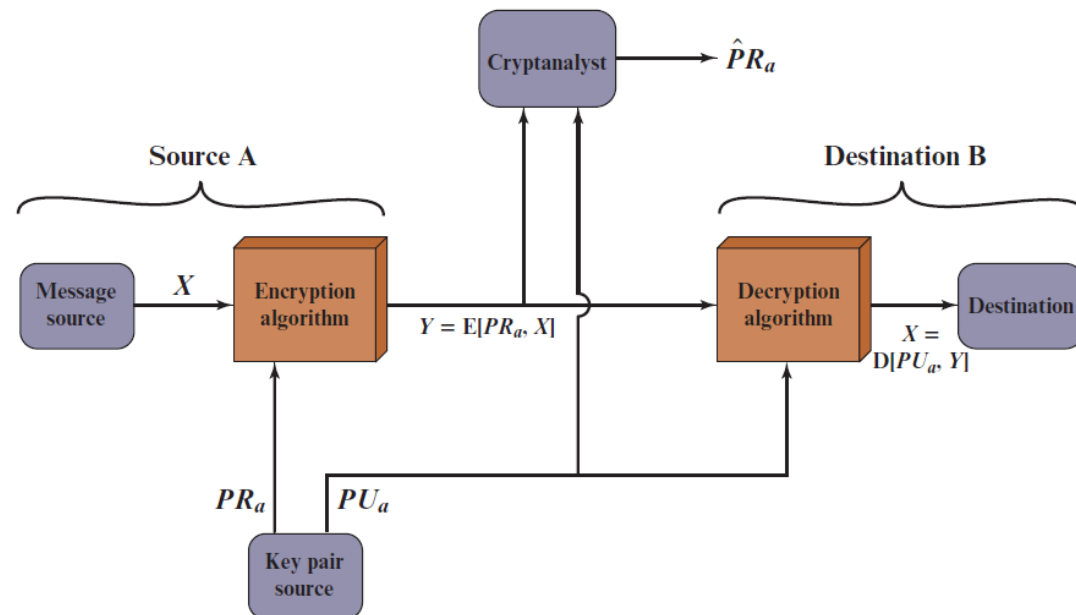 Cryptanalyst
P̂Rₐ
Source A
Destination B
Message
source
X
Encryption
algorithm
Y = E[PRₐ, X]
Decryption
algorithm
X =
D[PUₐ, Y]
Destination
PRₐ
PUₐ
Key pair
source